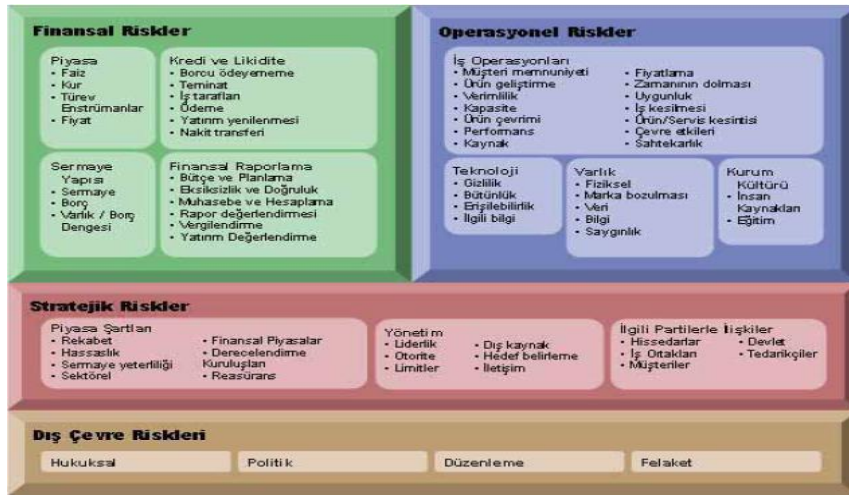 Finansal Riskler
Piyasa
• Faiz
• Kur
• Türev
Enstrümanlar
• Fiyat
Kredi ve Likidite
• Borcu ödeyememe
• Teminat
• İş tarafları
• Ödeme
• Yatırım yenilenmesi
• Nakit transferi
Sermaye
Yapısı
• Sermaye
• Borç
• Varlık / Borç
Dengesi
Finansal Raporlama
• Bütçe ve Planlama
• Eksiksizlik ve Doğruluk
• Muhasebe ve Hesaplama
• Rapor değerlendirmesi
• Vergilendirme
• Yatırım Değerlendirme
Operasyonel Riskler
İş Operasyonları
• Müşteri memnuniyeti
• Ürün geliştirme
• Verimlilik
• Kapasite
• Ürün çevrimi
• Performans
• Kaynak
• Fiyatlama
• Zamanının dolması
• Uygunluk
• İş kesilmesi
• Ürün/Servis kesintisi
• Çevre etkileri
• Sahtekarlık
Teknoloji
• Gizlilik
• Bütünlük
• Erişilebilirlik
• İlgili bilgi
Varlık
• Fiziksel
• Marka bozulması
• Veri
• Bilgi
• Saygınlık
Kurum
Kültürü
• İnsan
Kaynakları
• Eğitim
Stratejik Riskler
Piyasa Şartları
• Rekabet
• Hassaslık
• Sermaye yeterliliği
• Sektörel
• Finansal Piyasalar
• Derecelendirme
Kuruluşları
• Reasürans
Yönetim
• Liderlik
• Otorite
• Limitler
• Dış kaynak
• Hedef belirleme
• İletişim
İlgili Partilerle İlişkiler
• Hissedarlar
• İş Ortakları
• Müşteriler
• Devlet
• Tedarikçiler
Dış Çevre Riskleri
Hukuksal
Politik
Düzenleme
Felaket